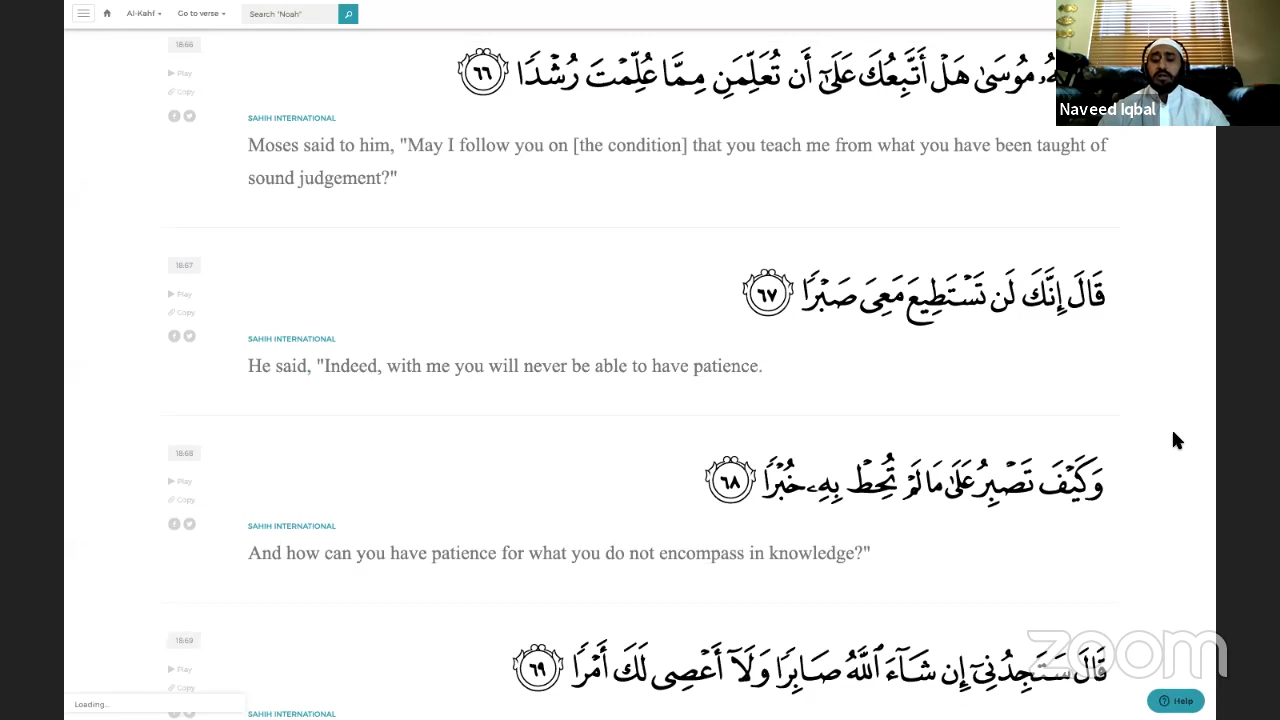 Al-Kahf
Go to verse
Search "Noah"
Naveed Iqbal
18:66
Play
Copy
مُوسَىٰ هَلْ أَتَّبِعُكَ عَلَىٰٓ أَن تُعَلِّمَنِ مِمَّا عُلِّمْتَ رُشْدًا ٦٦
SAHIH INTERNATIONAL
Moses said to him, "May I follow you on [the condition] that you teach me from what you have been taught of
sound judgement?"
18:67
Play
Copy
قَالَ إِنَّكَ لَن تَسْتَطِيعَ مَعِىَ صَبْرًا ٦٧
SAHIH INTERNATIONAL
He said, "Indeed, with me you will never be able to have patience.
18:68
Play
Copy
وَكَيْفَ تَصْبِرُ عَلَىٰ مَا لَمْ تُحِطْ بِهِۦ خُبْرًا ٦٨
SAHIH INTERNATIONAL
And how can you have patience for what you do not encompass in knowledge?"
18:69
Play
Copy
قَالَ سَتَجِدُنِىٓ إِن شَآءَ ٱللَّهُ صَابِرًا وَلَآ أَعْصِى لَكَ أَمْرًا ٦٩
SAHIH INTERNATIONAL
Loading...
zoom
Help